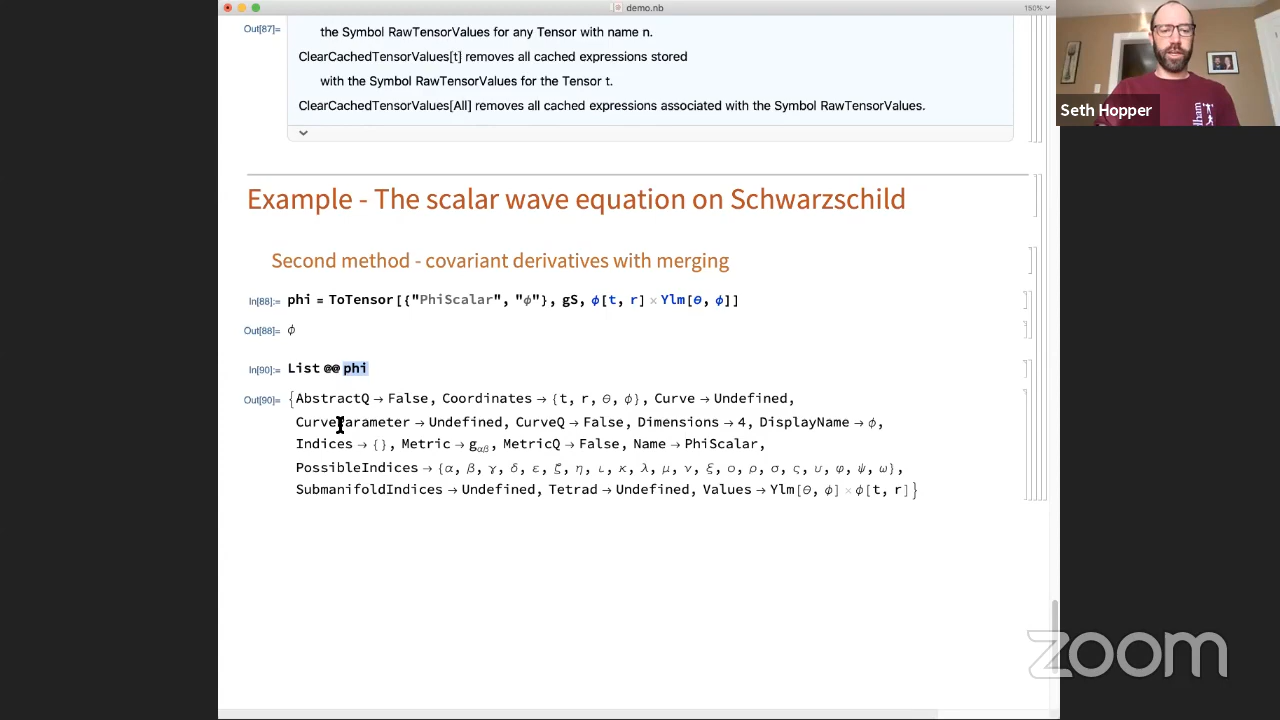 demo.nb
150%
Out[87]=
the Symbol RawTensorValues for any Tensor with name n.
ClearCachedTensorValues[t] removes all cached expressions stored
with the Symbol RawTensorValues for the Tensor t.
ClearCachedTensorValues[All] removes all cached expressions associated with the Symbol RawTensorValues.
Seth Hopper
Example - The scalar wave equation on Schwarzschild
Second method - covariant derivatives with merging
In[88]:= phi = ToTensor[{"PhiScalar", "ϕ"}, gS, ϕ[t, r] × Ylm[θ, ϕ]]
Out[88]= ϕ
In[90]:= List @@ phi
Out[90]= {AbstractQ → False, Coordinates → {t, r, θ, ϕ}, Curve → Undefined,
CurveParameter → Undefined, CurveQ → False, Dimensions → 4, DisplayName → ϕ,
Indices → {}, Metric → gαβ, MetricQ → False, Name → PhiScalar,
PossibleIndices → {α, β, γ, δ, ε, ζ, η, ι, κ, λ, μ, ν, ξ, ο, ρ, σ, ς, υ, φ, ψ, ω},
SubmanifoldIndices → Undefined, Tetrad → Undefined, Values → Ylm[θ, ϕ] × ϕ[t, r]}
zoom